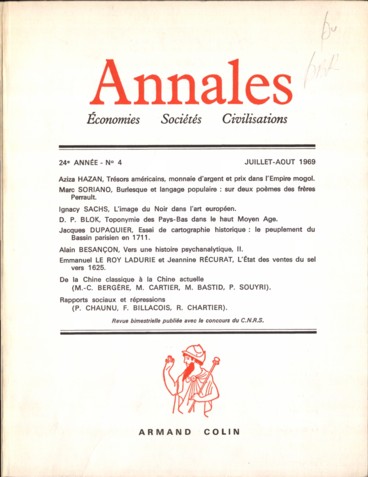 Annales
Économies Sociétés Civilisations
24e ANNÉE - No 4 JUILLET-AOUT 1969
Aziza HAZAN, Trésors américains, monnaie d'argent et prix dans l'Empire mogol.
Marc SORIANO, Burlesque et langage populaire : sur deux poèmes des frères
Perrault.
Ignacy SACHS, L'image du Noir dans l'art européen.
D. P. BLOK, Toponymie des Pays-Bas dans le haut Moyen Age.
Jacques DUPAQUIER, Essai de cartographie historique : le peuplement du
Bassin parisien en 1711.
Alain BESANÇON, Vers une histoire psychanalytique, II.
Emmanuel LE ROY LADURIE et Jeannine RÉCURAT, L'État des ventes du sel
vers 1625.
De la Chine classique à la Chine actuelle
(M.-C. BERGÈRE, M. CARTIER, M. BASTID, P. SOUYRI).
Rapports sociaux et répressions
(P. CHAUNU, F. BILLACOIS, R. CHARTIER).
Revue bimestrielle publiée avec le concours du C.N.R.S.
ARMAND COLIN